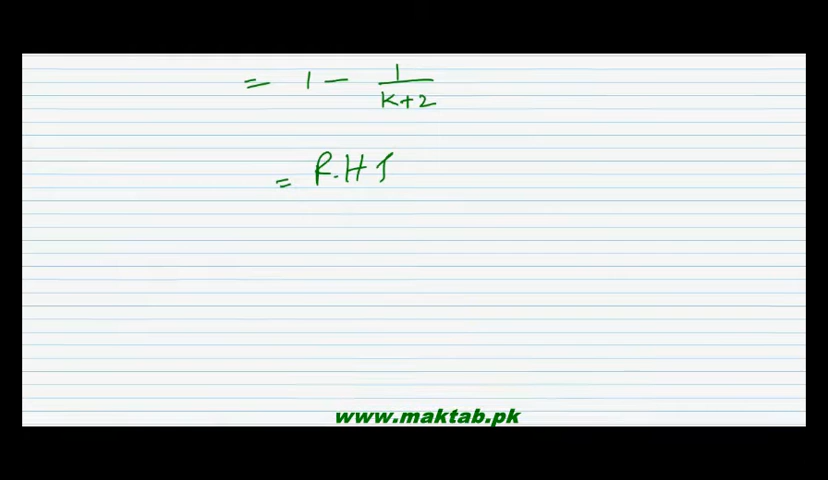 = 1 - 1/(K+2)
= R.H S
www.maktab.pk